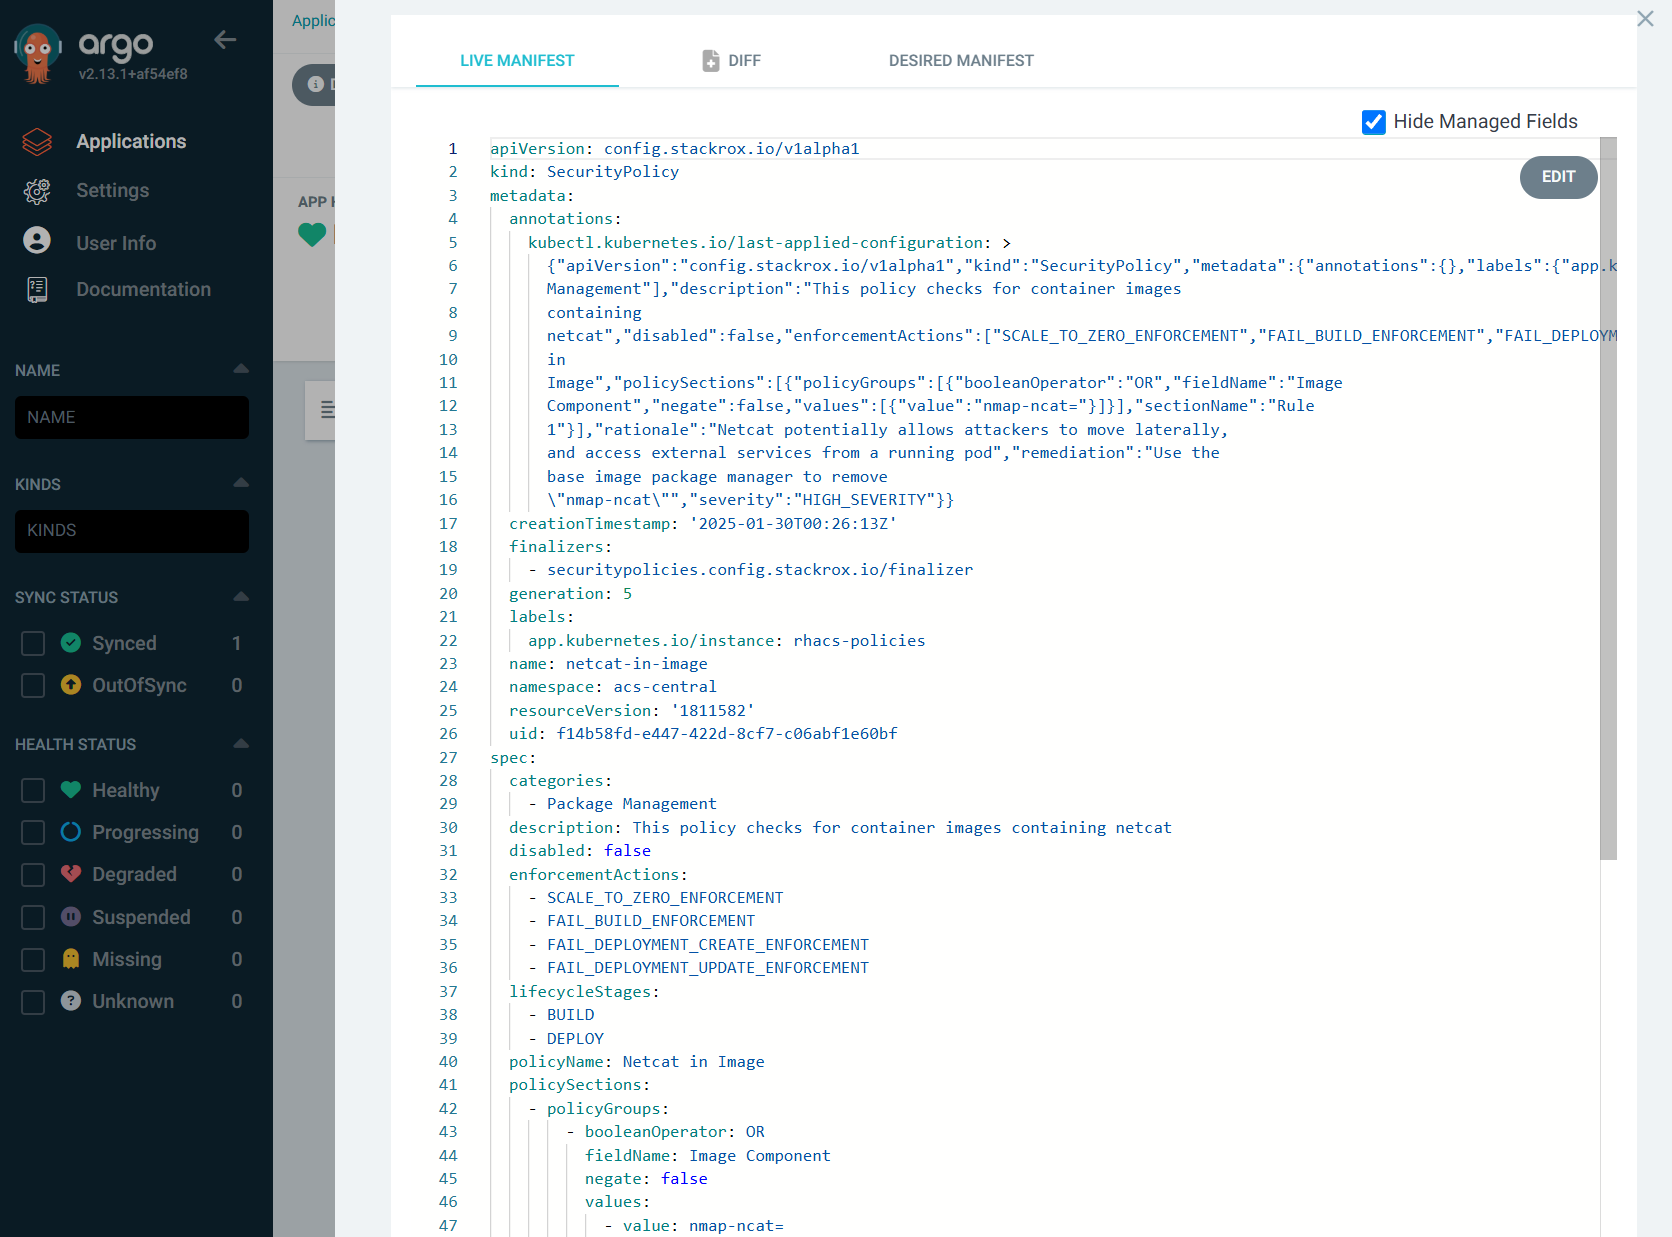 argo
v2.13.1+af54ef8
Applications
Settings
User Info
Documentation
NAME
NAME
KINDS
KINDS
SYNC STATUS
Synced 1
OutOfSync 0
HEALTH STATUS
Healthy 0
Progressing 0
Degraded 0
Suspended 0
Missing 0
Unknown 0
Applic
D
APP H
LIVE MANIFEST
DIFF
DESIRED MANIFEST
Hide Managed Fields
EDIT
1 apiVersion: config.stackrox.io/v1alpha1
2 kind: SecurityPolicy
3 metadata:
4 annotations:
5 kubectl.kubernetes.io/last-applied-configuration: >
6 {"apiVersion":"config.stackrox.io/v1alpha1","kind":"SecurityPolicy","metadata":{"annotations":{},"labels":{"app.k
7 Management"],"description":"This policy checks for container images
8 containing
9 netcat","disabled":false,"enforcementActions":["SCALE_TO_ZERO_ENFORCEMENT","FAIL_BUILD_ENFORCEMENT","FAIL_DEPLOYM
10 in
11 Image","policySections":[{"policyGroups":[{"booleanOperator":"OR","fieldName":"Image
12 Component","negate":false,"values":[{"value":"nmap-ncat="}]}],"sectionName":"Rule
13 1"}],"rationale":"Netcat potentially allows attackers to move laterally,
14 and access external services from a running pod","remediation":"Use the
15 base image package manager to remove
16 \"nmap-ncat\"","severity":"HIGH_SEVERITY"}}
17 creationTimestamp: '2025-01-30T00:26:13Z'
18 finalizers:
19 - securitypolicies.config.stackrox.io/finalizer
20 generation: 5
21 labels:
22 app.kubernetes.io/instance: rhacs-policies
23 name: netcat-in-image
24 namespace: acs-central
25 resourceVersion: '1811582'
26 uid: f14b58fd-e447-422d-8cf7-c06abf1e60bf
27 spec:
28 categories:
29 - Package Management
30 description: This policy checks for container images containing netcat
31 disabled: false
32 enforcementActions:
33 - SCALE_TO_ZERO_ENFORCEMENT
34 - FAIL_BUILD_ENFORCEMENT
35 - FAIL_DEPLOYMENT_CREATE_ENFORCEMENT
36 - FAIL_DEPLOYMENT_UPDATE_ENFORCEMENT
37 lifecycleStages:
38 - BUILD
39 - DEPLOY
40 policyName: Netcat in Image
41 policySections:
42 - policyGroups:
43 - booleanOperator: OR
44 fieldName: Image Component
45 negate: false
46 values:
47 - value: nmap-ncat=